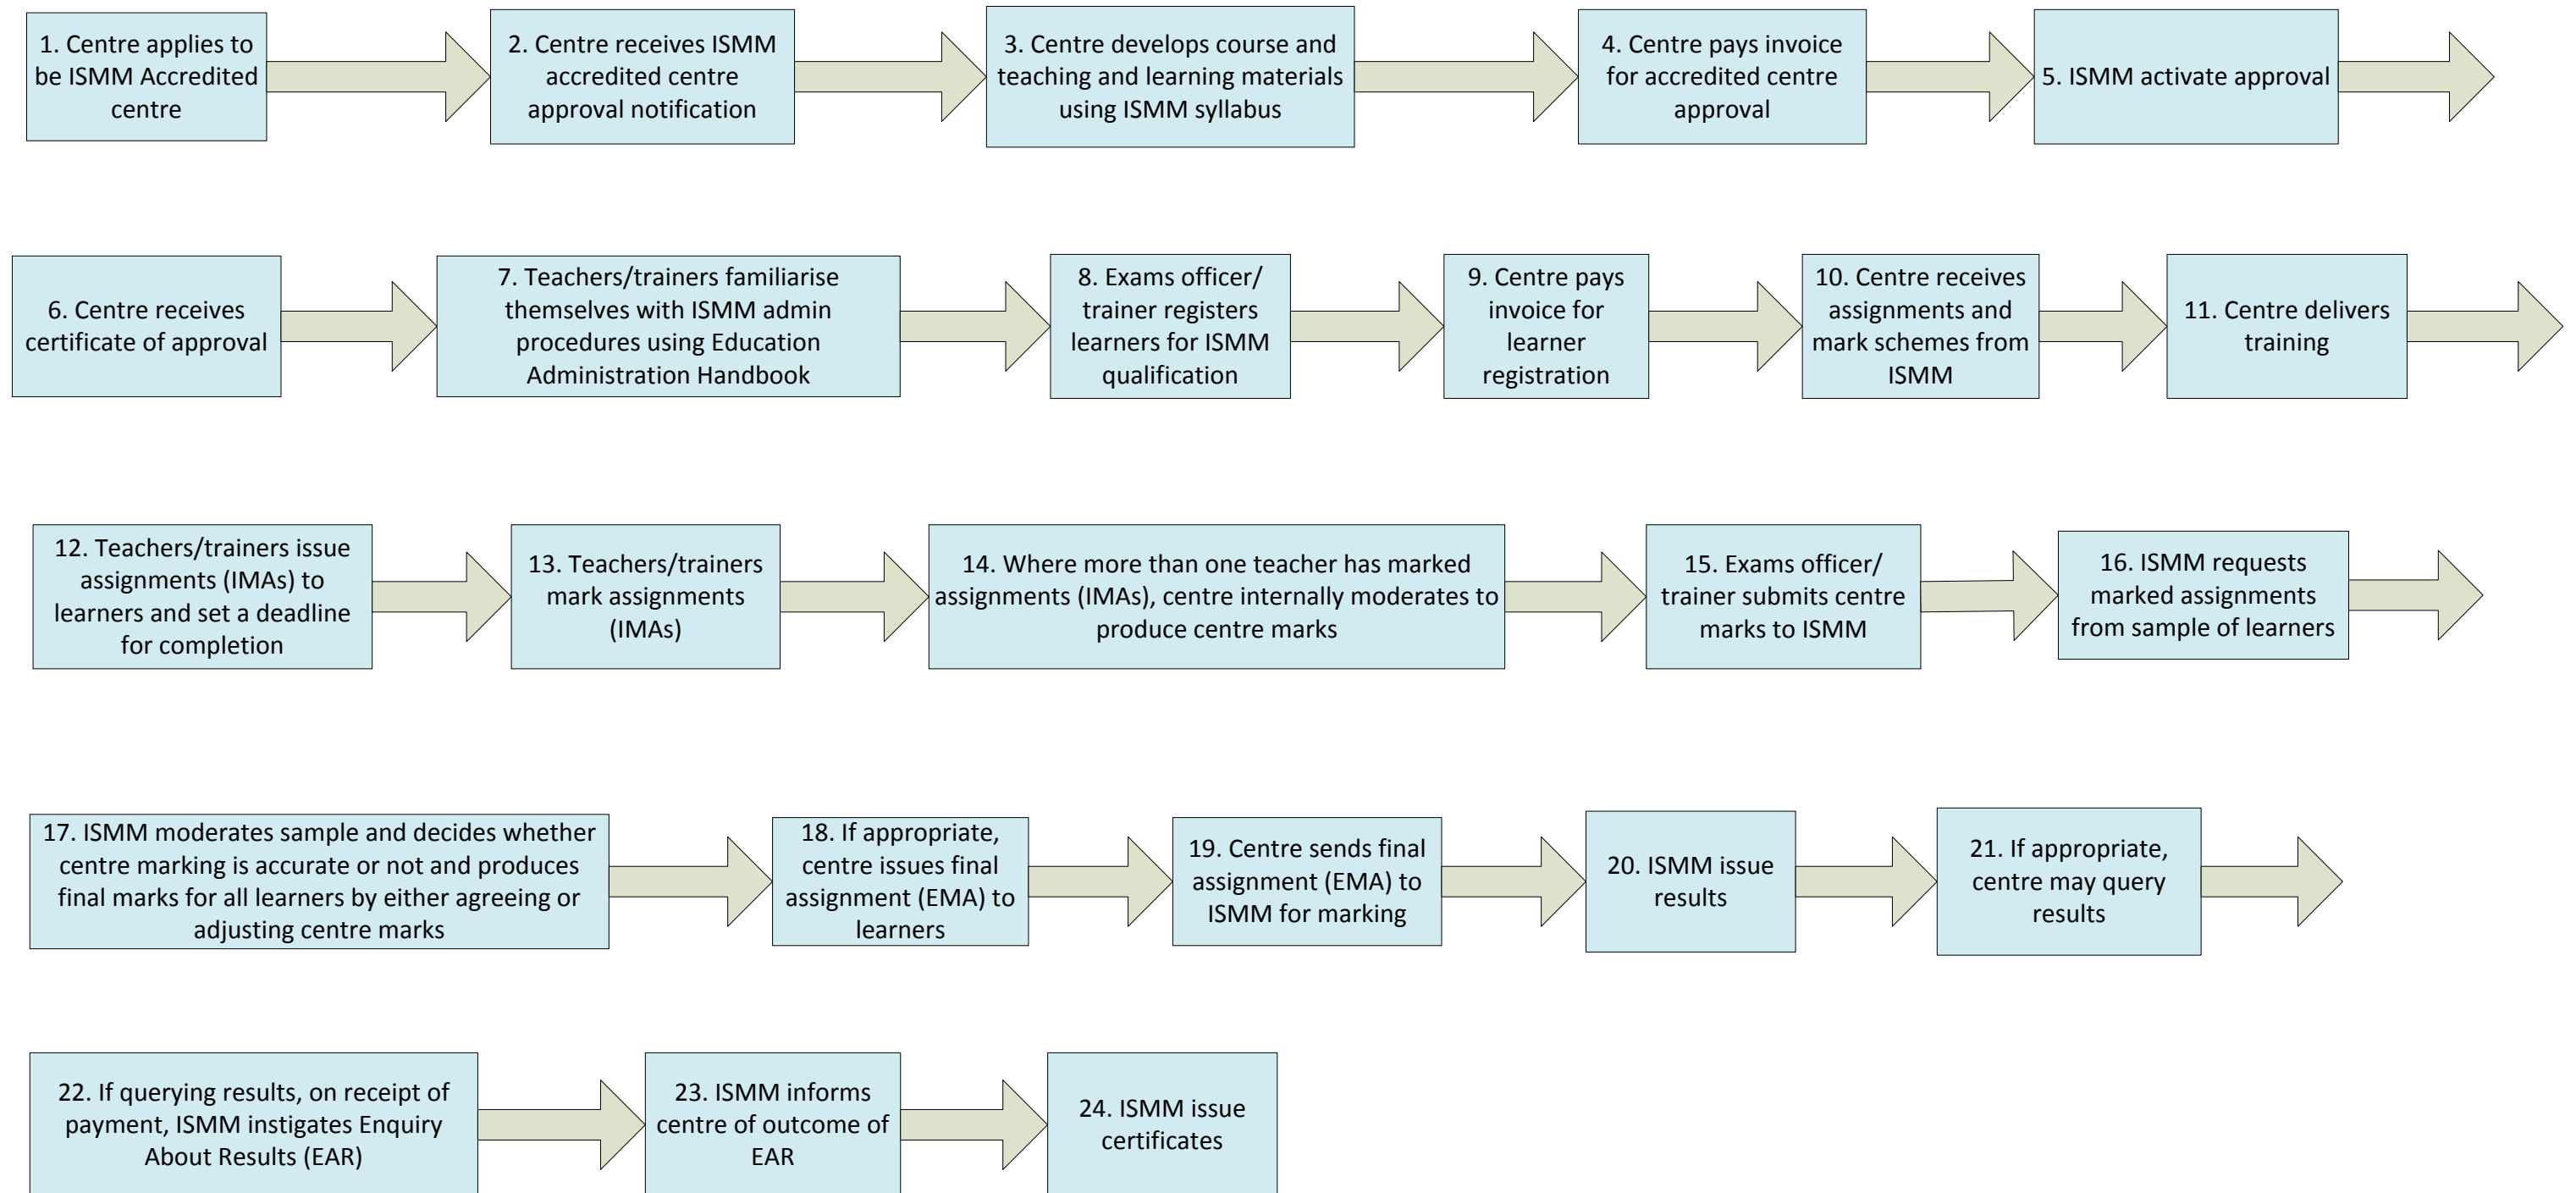 1. Centre applies to
be ISMM Accredited
centre
2. Centre receives ISMM
accredited centre
approval notification
3. Centre develops course and
teaching and learning materials
using ISMM syllabus
4. Centre pays invoice
for accredited centre
approval
5. ISMM activate approval
6. Centre receives
certificate of approval
7. Teachers/trainers familiarise
themselves with ISMM admin
procedures using Education
Administration Handbook
8. Exams officer/
trainer registers
learners for ISMM
qualification
9. Centre pays
invoice for
learner
registration
10. Centre receives
assignments and
mark schemes from
ISMM
11. Centre delivers
training
12. Teachers/trainers issue
assignments (IMAs) to
learners and set a deadline
for completion
13. Teachers/trainers
mark assignments
(IMAs)
14. Where more than one teacher has marked
assignments (IMAs), centre internally moderates to
produce centre marks
15. Exams officer/
trainer submits centre
marks to ISMM
16. ISMM requests
marked assignments
from sample of learners
17. ISMM moderates sample and decides whether
centre marking is accurate or not and produces
final marks for all learners by either agreeing or
adjusting centre marks
18. If appropriate,
centre issues final
assignment (EMA) to
learners
19. Centre sends final
assignment (EMA) to
ISMM for marking
20. ISMM issue
results
21. If appropriate,
centre may query
results
22. If querying results, on receipt of
payment, ISMM instigates Enquiry
About Results (EAR)
23. ISMM informs
centre of outcome of
EAR
24. ISMM issue
certificates